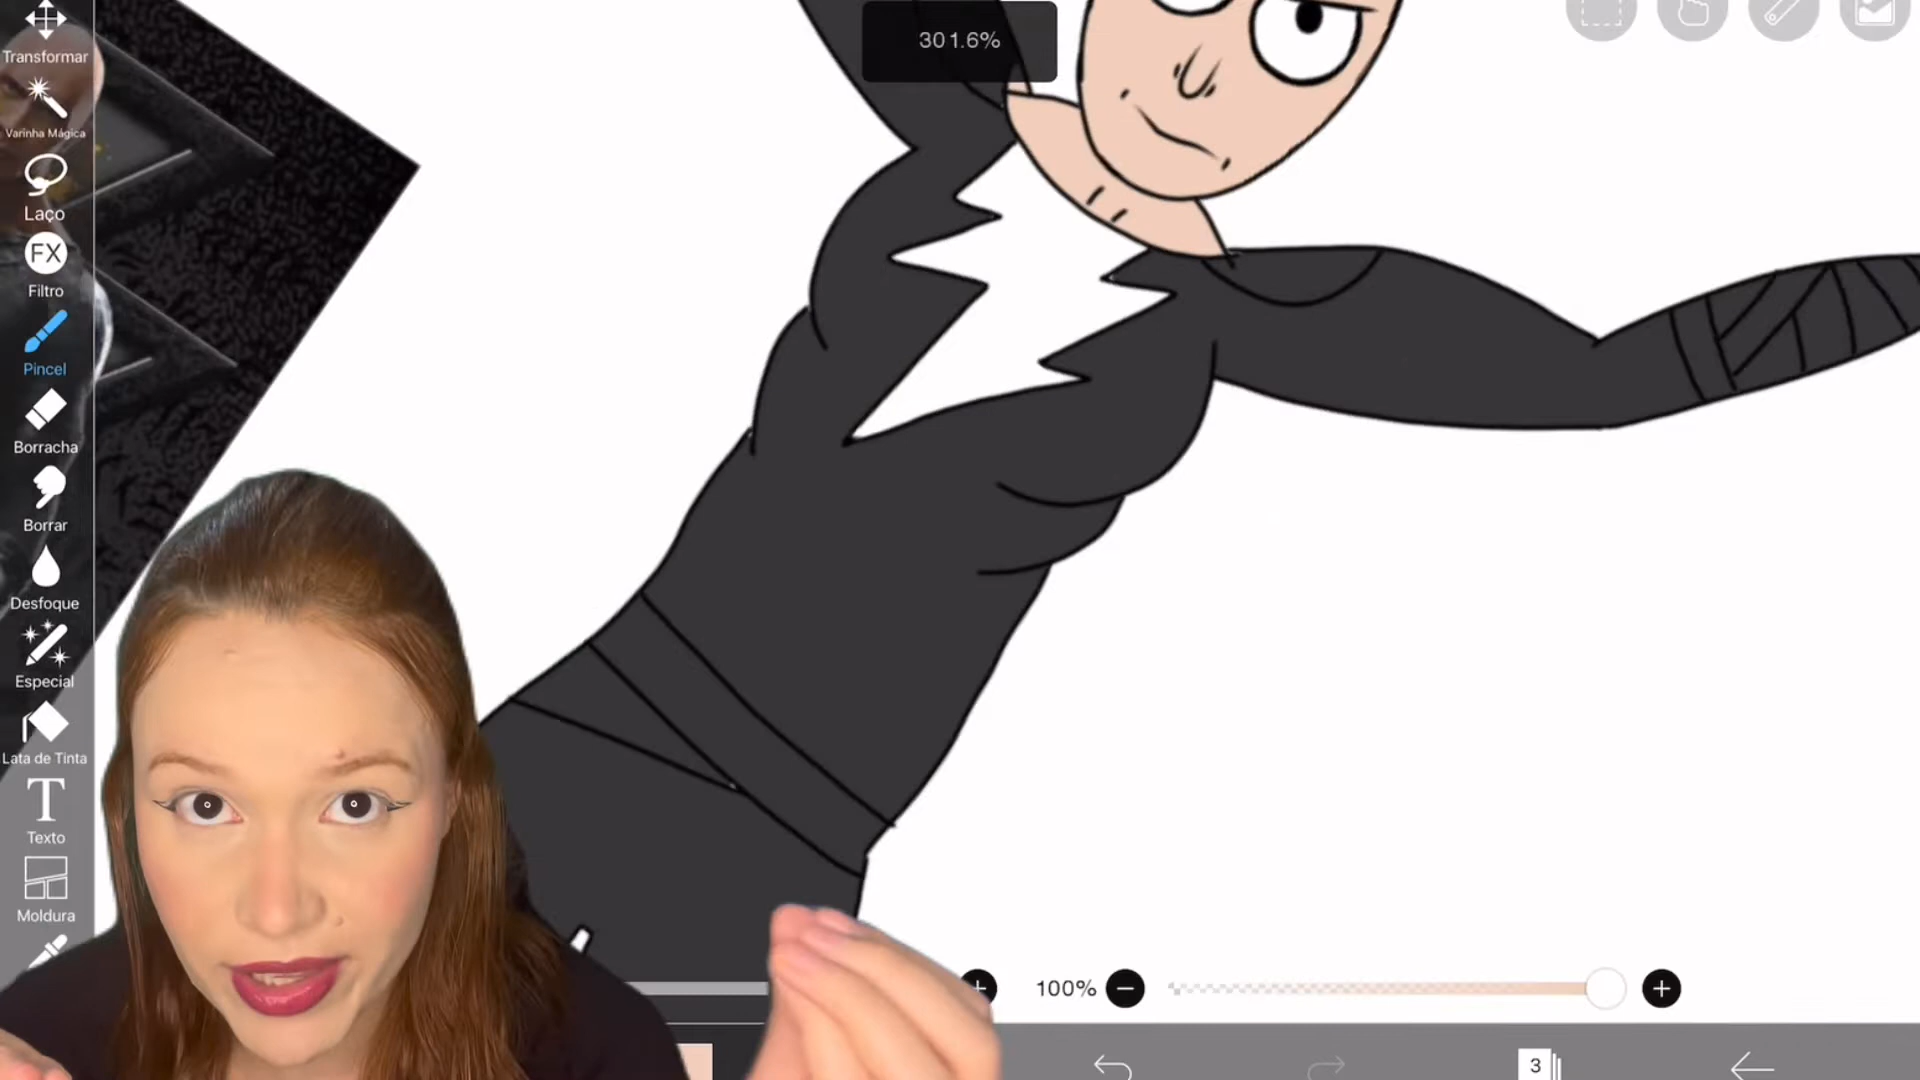 301.6%
Transformar
Varinha Mágica
Laço
FX
Filtro
Pincel
Borracha
Borrar
Desfoque
Especial
Lata de Tinta
T
Texto
Moldura
100%
3